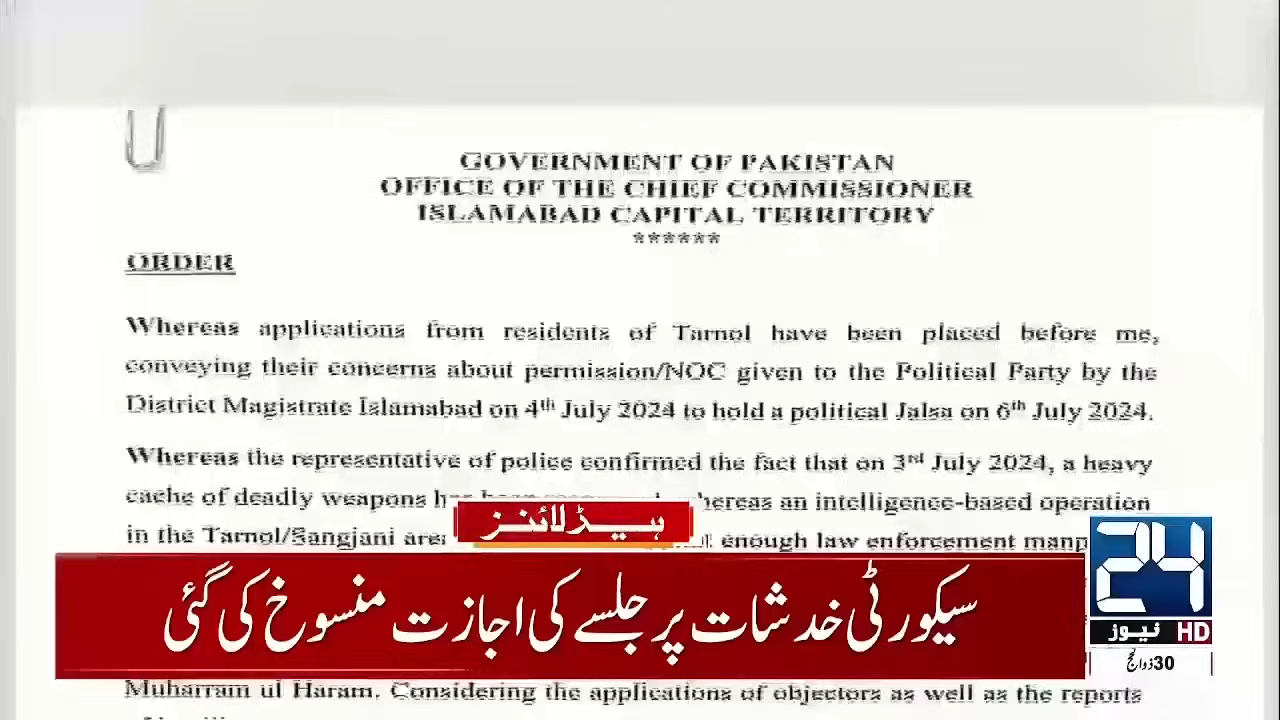 GOVERNMENT OF PAKISTAN
OFFICE OF THE CHIEF COMMISSIONER
ISLAMABAD CAPITAL TERRITORY
******
ORDER
Whereas applications from residents of Tarnol have been placed before me,
conveying their concerns about permission/NOC given to the Political Party by the
District Magistrate Islamabad on 4th July 2024 to hold a political Jalsa on 6th July 2024.
Whereas the representative of police confirmed the fact that on 3rd July 2024, a heavy
cache of deadly weapons an intelligence-based operation
in the Tarnol/Sangjani enough law enforcement
ہیڈلائنز
سیکورٹی خدشات پر جلسے کی اجازت منسوخ کی گئی
24
نیوز HD
30 ذوالحج
Muharram ul Haram. Considering the applications of objectors as well as the reports